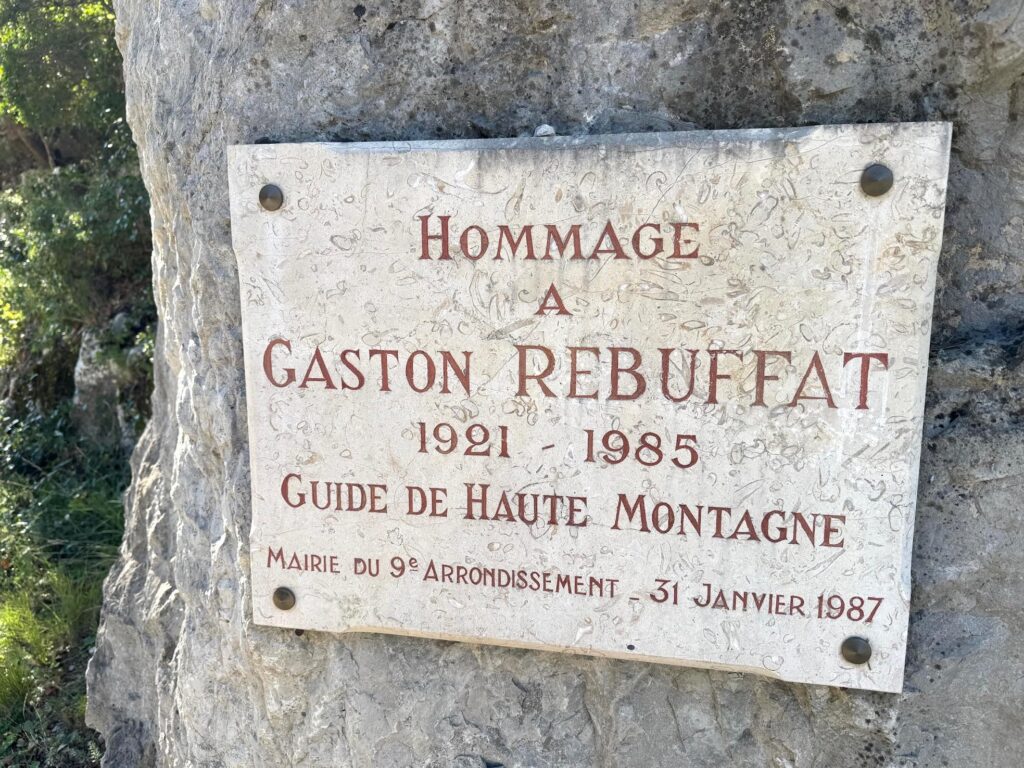 HOMMAGE
A
GASTON REBUFFAT
1921 - 1985
GUIDE DE HAUTE MONTAGNE
MAIRIE DU 9e ARRONDISSEMENT - 31 JANVIER 1987